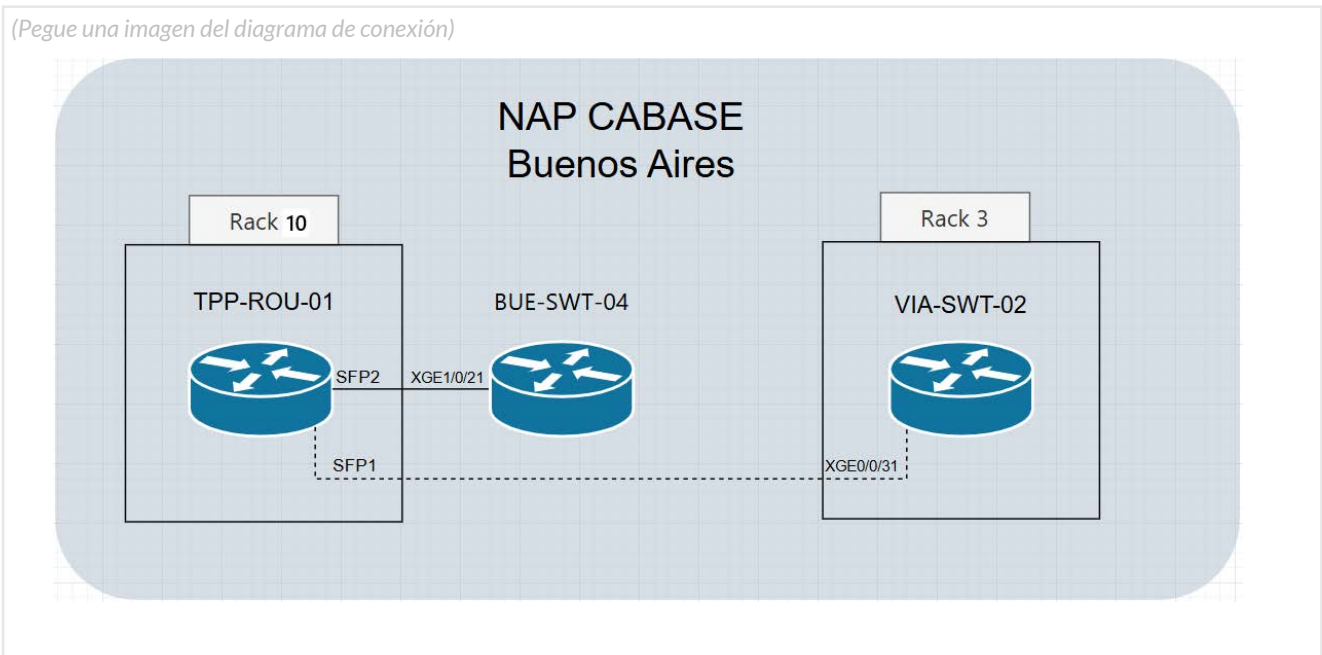 (Pegue una imagen del diagrama de conexión)
NAP CABASE
Buenos Aires
Rack 10
Rack 3
TPP-ROU-01
BUE-SWT-04
VIA-SWT-02
SFP2
XGE1/0/21
SFP1
XGE0/0/31